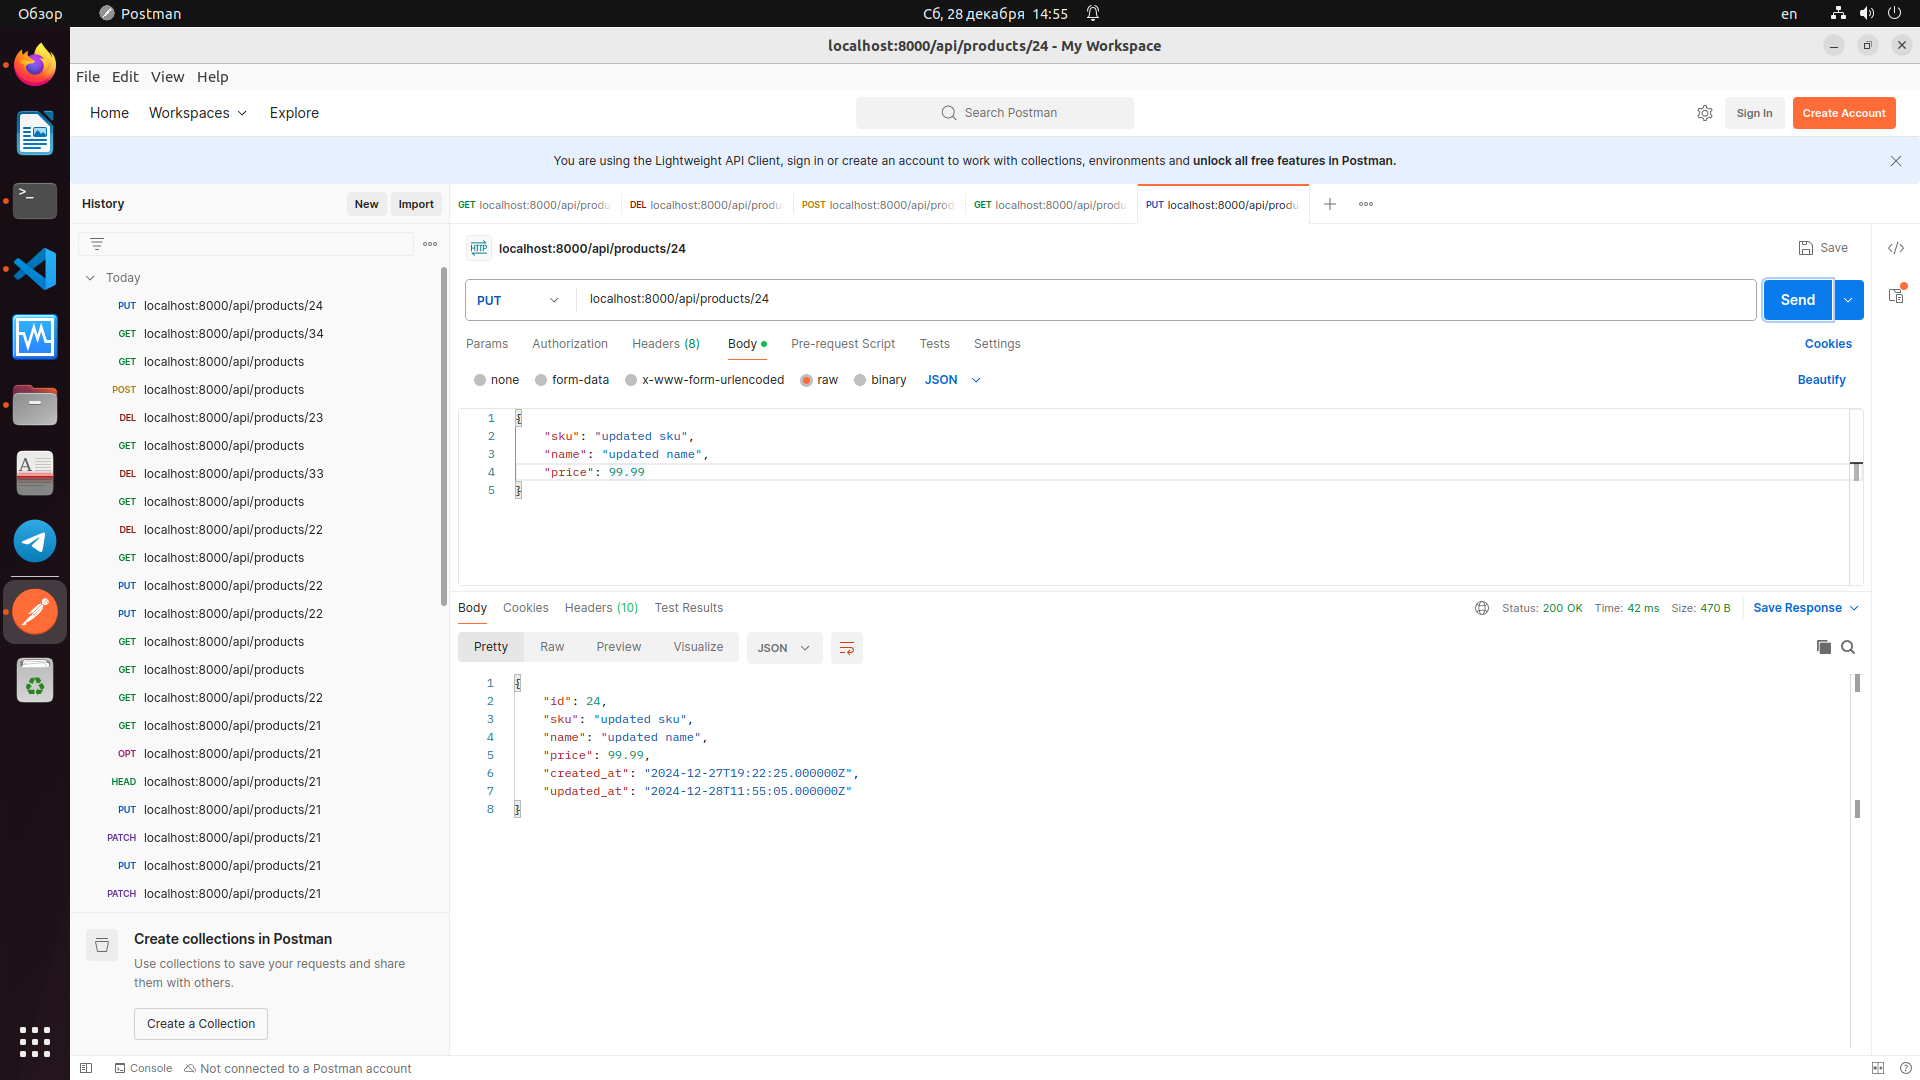 Обзор
Postman
Сб, 28 декабря 14:55
en
localhost:8000/api/products/24 - My Workspace
File Edit View Help
Home Workspaces Explore
Search Postman
Sign In
Create Account
You are using the Lightweight API Client, sign in or create an account to work with collections, environments and unlock all free features in Postman.
History
New
Import
Today
PUT localhost:8000/api/products/24
GET localhost:8000/api/products/34
GET localhost:8000/api/products
POST localhost:8000/api/products
DEL localhost:8000/api/products/23
GET localhost:8000/api/products
DEL localhost:8000/api/products/33
GET localhost:8000/api/products
DEL localhost:8000/api/products/22
GET localhost:8000/api/products
PUT localhost:8000/api/products/22
PUT localhost:8000/api/products/22
GET localhost:8000/api/products
GET localhost:8000/api/products
GET localhost:8000/api/products/22
GET localhost:8000/api/products/21
OPT localhost:8000/api/products/21
HEAD localhost:8000/api/products/21
PUT localhost:8000/api/products/21
PATCH localhost:8000/api/products/21
PUT localhost:8000/api/products/21
PATCH localhost:8000/api/products/21
Create collections in Postman
Use collections to save your requests and share
them with others.
Create a Collection
GET localhost:8000/api/produ
DEL localhost:8000/api/produ
POST localhost:8000/api/prod
GET localhost:8000/api/produ
PUT localhost:8000/api/produ
HTTP localhost:8000/api/products/24
Save
PUT localhost:8000/api/products/24
Send
Params Authorization Headers (8) Body Pre-request Script Tests Settings
Cookies
none form-data x-www-form-urlencoded raw binary JSON
Beautify
1 {
2 "sku": "updated sku",
3 "name": "updated name",
4 "price": 99.99
5 }
Body Cookies Headers (10) Test Results
Status: 200 OK Time: 42 ms Size: 470 B
Save Response
Pretty Raw Preview Visualize
JSON
1 {
2 "id": 24,
3 "sku": "updated sku",
4 "name": "updated name",
5 "price": 99.99,
6 "created_at": "2024-12-27T19:22:25.000000Z",
7 "updated_at": "2024-12-28T11:55:05.000000Z"
8 }
Console
Not connected to a Postman account